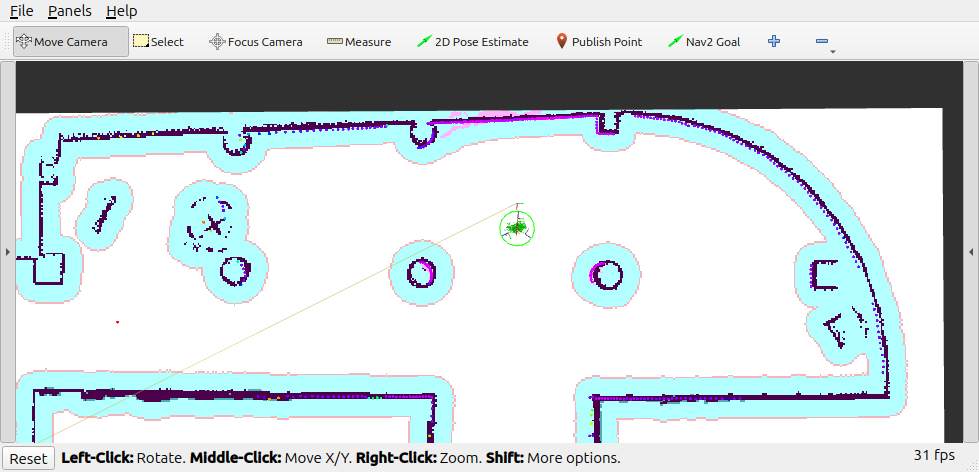 File Panels Help
Move Camera Select Focus Camera Measure 2D Pose Estimate Publish Point Nav2 Goal
Reset Left-Click: Rotate. Middle-Click: Move X/Y. Right-Click: Zoom. Shift: More options. 31 fps